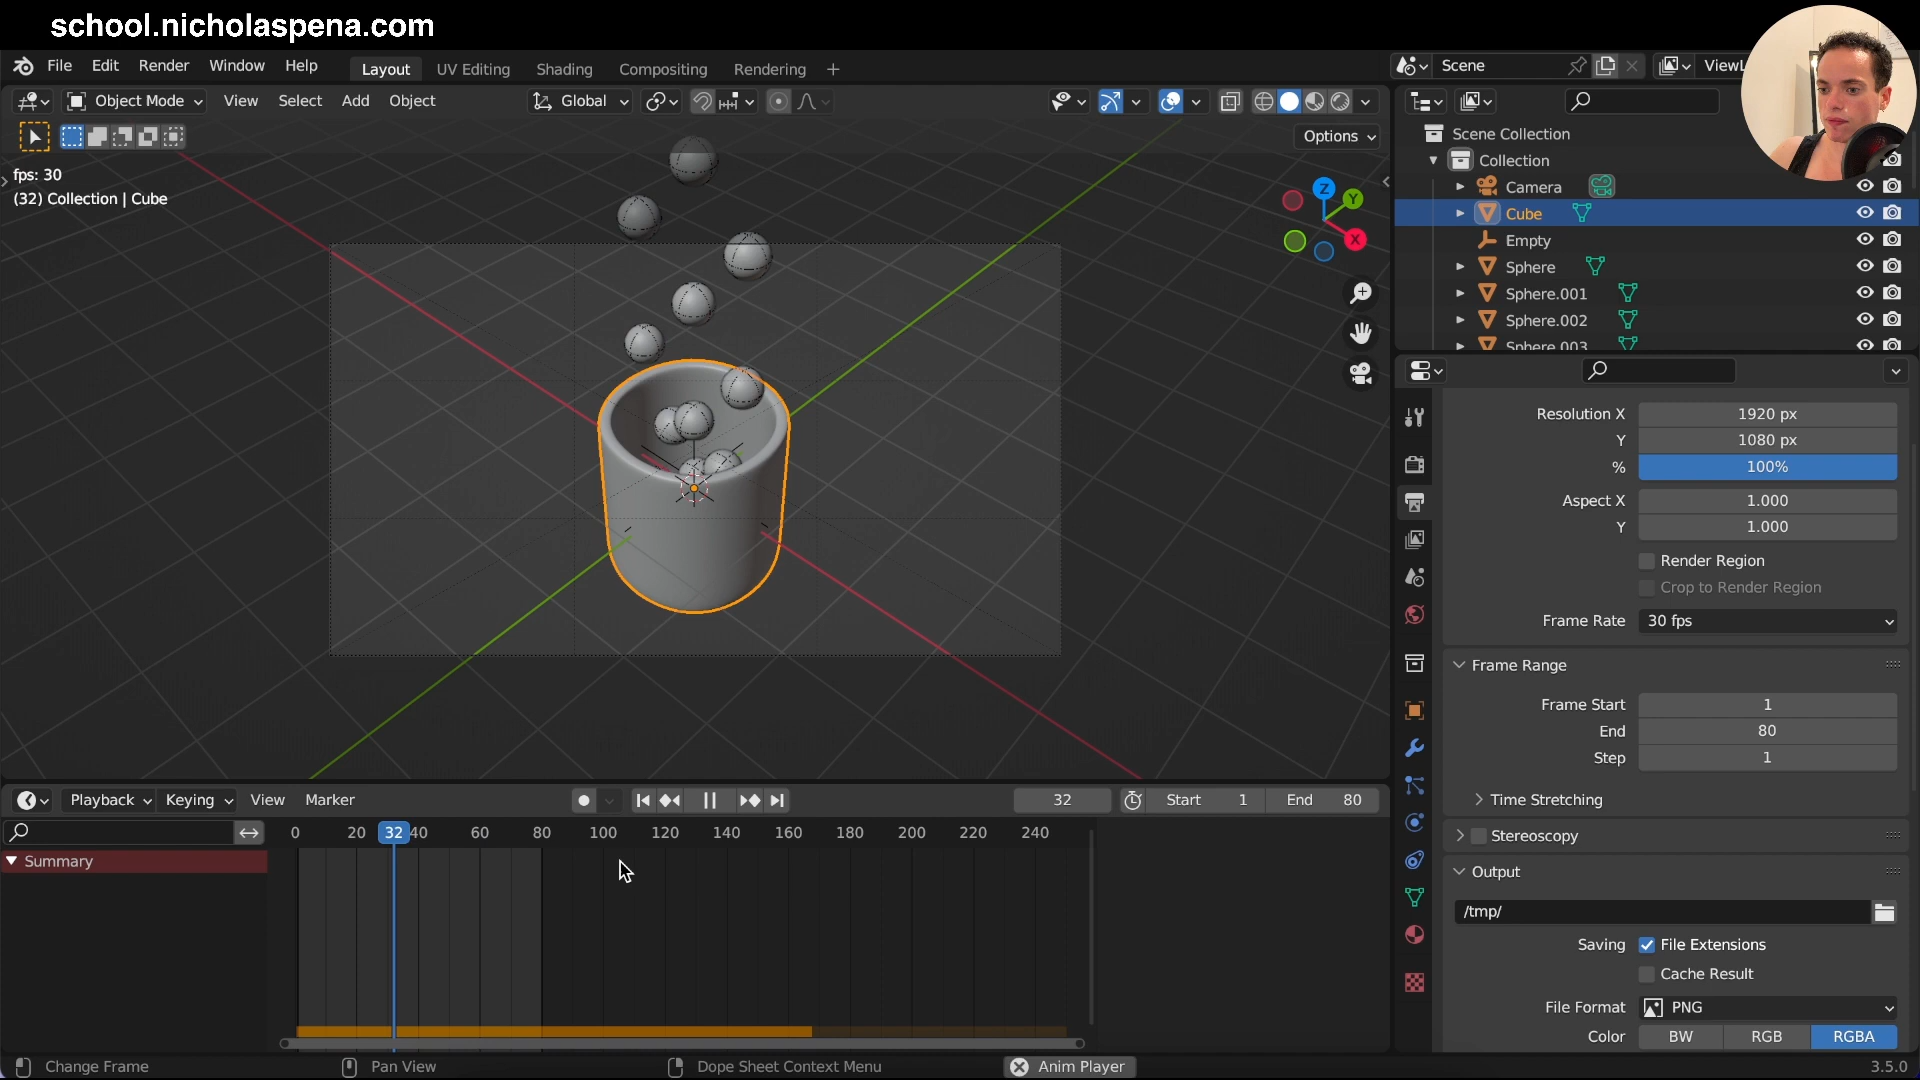 school.nicholaspena.com
File Edit Render Window Help Layout UV Editing Shading Compositing Rendering + Scene ViewL
Object Mode View Select Add Object Global
Options
fps: 30
(32) Collection | Cube
Z
Y
X
Scene Collection
Collection
Camera
Cube
Empty
Sphere
Sphere.001
Sphere.002
Sphere.003
Resolution X 1920 px
Y 1080 px
% 100%
Aspect X 1.000
Y 1.000
Render Region
Crop to Render Region
Frame Rate 30 fps
Frame Range
Frame Start 1
End 80
Step 1
Time Stretching
Stereoscopy
Output
/tmp/
Saving File Extensions
Cache Result
File Format PNG
Color BW RGB RGBA
Playback Keying View Marker 32 Start 1 End 80
0 20 32 40 60 80 100 120 140 160 180 200 220 240
Summary
Change Frame Pan View Dope Sheet Context Menu Anim Player 3.5.0